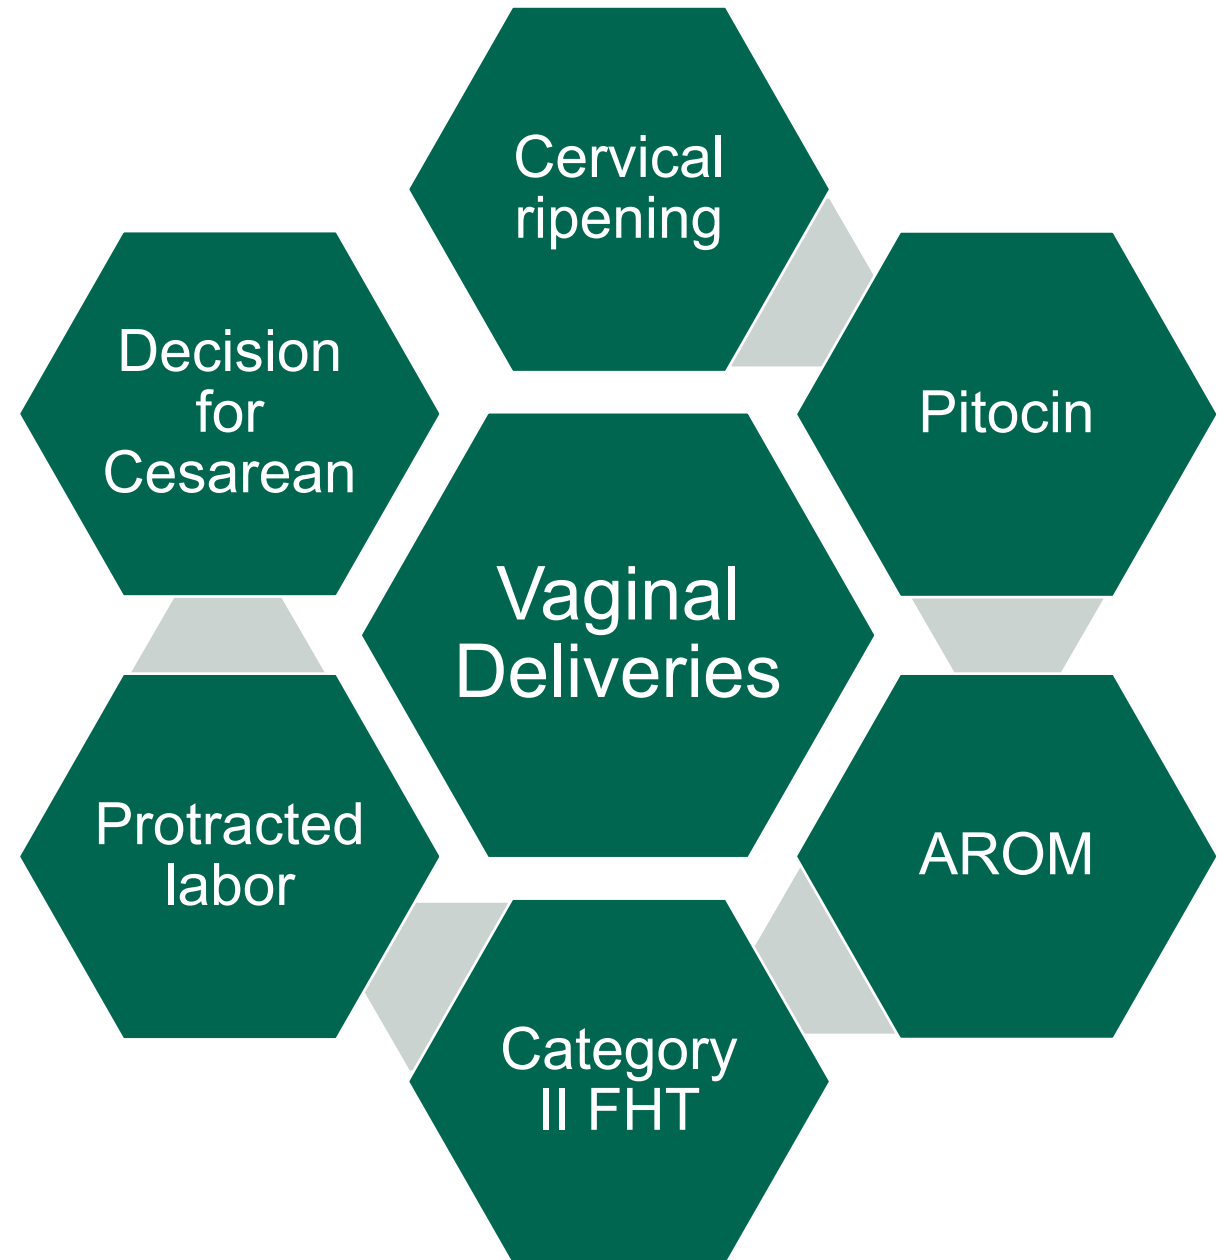 Cervical
ripening
Pitocin
AROM
Category
II FHT
Protracted
labor
Decision
for
Cesarean
Vaginal
Deliveries